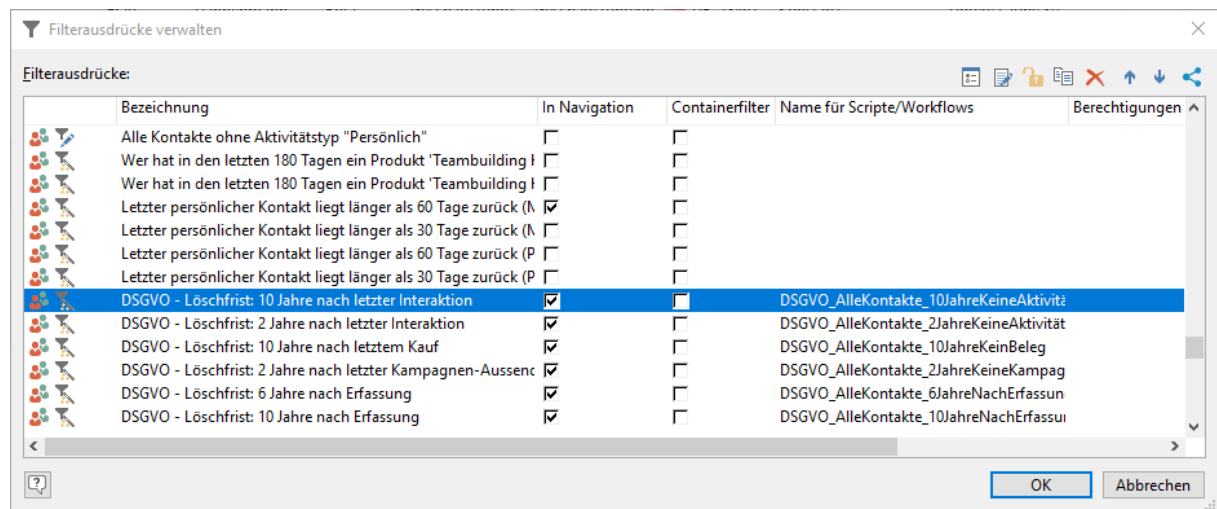 Filterausdrücke verwalten
Filterausdrücke:
Bezeichnung In Navigation Containerfilter Name für Scripte/Workflows Berechtigungen
Alle Kontakte ohne Aktivitätstyp "Persönlich"
Wer hat in den letzten 180 Tagen ein Produkt 'Teambuilding
Wer hat in den letzten 180 Tagen ein Produkt 'Teambuilding
Letzter persönlicher Kontakt liegt länger als 60 Tage zurück
Letzter persönlicher Kontakt liegt länger als 30 Tage zurück
Letzter persönlicher Kontakt liegt länger als 60 Tage zurück (P
Letzter persönlicher Kontakt liegt länger als 30 Tage zurück (P
DSGVO - Löschfrist: 10 Jahre nach letzter Interaktion DSGVO_AlleKontakte_10JahreKeineAktivitä
DSGVO - Löschfrist: 2 Jahre nach letzter Interaktion DSGVO_AlleKontakte_2JahreKeineAktivität
DSGVO - Löschfrist: 10 Jahre nach letztem Kauf DSGVO_AlleKontakte_10JahreKeinBeleg
DSGVO - Löschfrist: 2 Jahre nach letzter Kampagnen-Aussend DSGVO_AlleKontakte_2JahreKeineKampag
DSGVO - Löschfrist: 6 Jahre nach Erfassung DSGVO_AlleKontakte_6JahreNachErfassun
DSGVO - Löschfrist: 10 Jahre nach Erfassung DSGVO_AlleKontakte_10JahreNachErfassu
OK Abbrechen